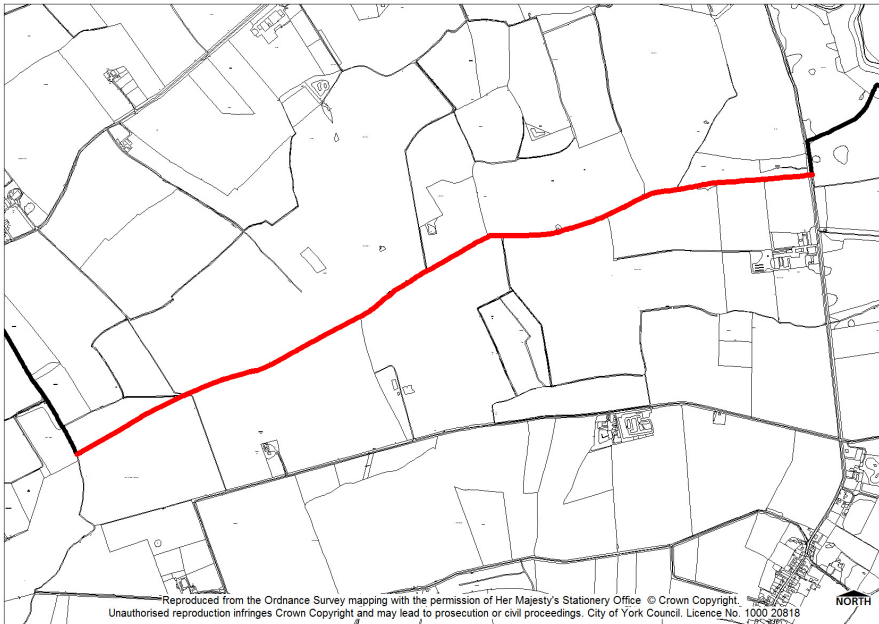 Reproduced from the Ordnance Survey mapping with the permission of Her Majesty's Stationery Office © Crown Copyright.
Unauthorised reproduction infringes Crown Copyright and may lead to prosecution or civil proceedings. City of York Council. Licence No. 1000 20818
NORTH